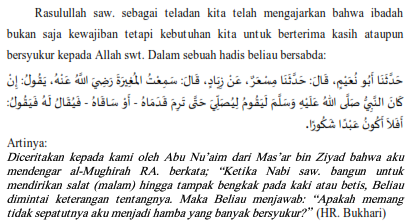 Rasulullah saw. sebagai teladan kita telah mengajarkan bahwa ibadah
bukan saja kewajiban tetapi kebutuhan kita untuk berterima kasih ataupun
bersyukur kepada Allah swt. Dalam sebuah hadis beliau bersabda:
حَدَّثَنَا أَبُو نُعَيْمٍ، قَالَ: حَدَّثَنَا مِسْعَرٌ، عَنْ زِيَادٍ، قَالَ: سَمِعْتُ الْمُغِيرَةَ رَضِيَ اللَّهُ عَنْهُ، يَقُولُ: إِنْ
كَانَ النَّبِيُّ صَلَّى اللهُ عَلَيْهِ وَسَلَّمَ لَيَقُومُ لِيُصَلِّيَ حَتَّى تَرِمَ قَدَمَاهُ - أَوْ سَاقَاهُ - فَيُقَالُ لَهُ فَيَقُولُ:
أَفَلاَ أَكُونُ عَبْدًا شَكُورًا.
Artinya:
Diceritakan kepada kami oleh Abu Nu'aim dari Mas'ar bin Ziyad bahwa aku
mendengar al-Mughirah RA. berkata; "Ketika Nabi saw. bangun untuk
mendirikan salat (malam) hingga tampak bengkak pada kaki atau betis, Beliau
dimintai keterangan tentangnya. Maka Beliau menjawab: "Apakah memang
tidak sepatutnya aku menjadi hamba yang banyak bersyukur?" (HR. Bukhari)